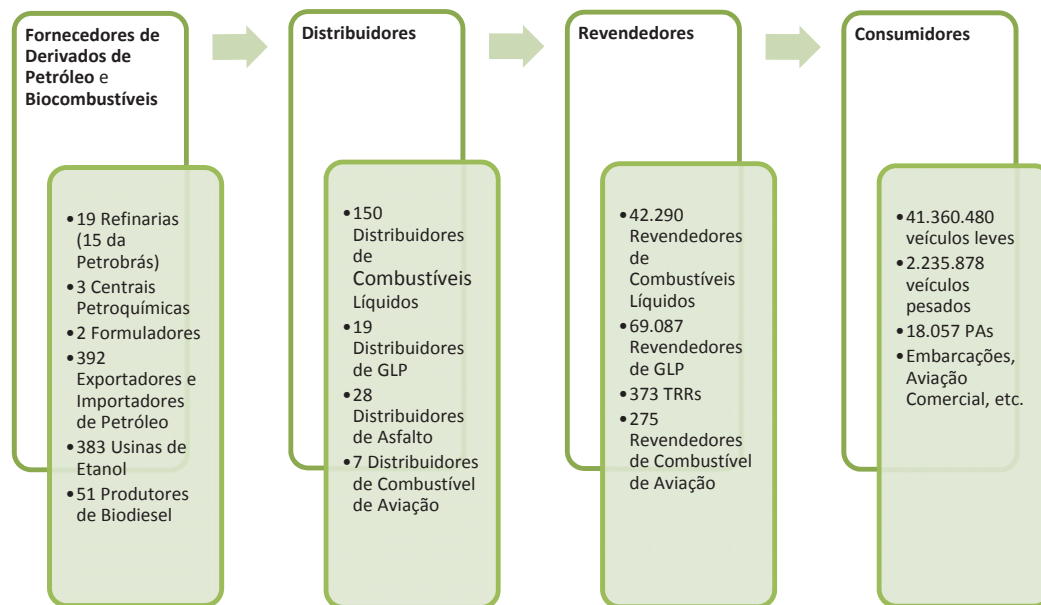 Fornecedores de
Derivados de
Petróleo e
Biocombustíveis
•19 Refinarias
(15 da
Petrobrás)
•3 Centrais
Petroquímicas
•2 Formuladores
•392
Exportadores e
Importadores
de Petróleo
•383 Usinas de
Etanol
•51 Produtores
de Biodiesel
Distribuidores
•150
Distribuidores
de
Combustíveis
Líquidos
•19
Distribuidores
de GLP
•28
Distribuidores
de Asfalto
•7 Distribuidores
de Combustível
de Aviação
Revendedores
•42.290
Revendedores
de
Combustíveis
Líquidos
•69.087
Revendedores
de GLP
•373 TRRs
•275
Revendedores
de Combustível
de Aviação
Consumidores
•41.360.480
veículos leves
•2.235.878
veículos
pesados
•18.057 PAs
•Embarcações,
Aviação
Comercial, etc.